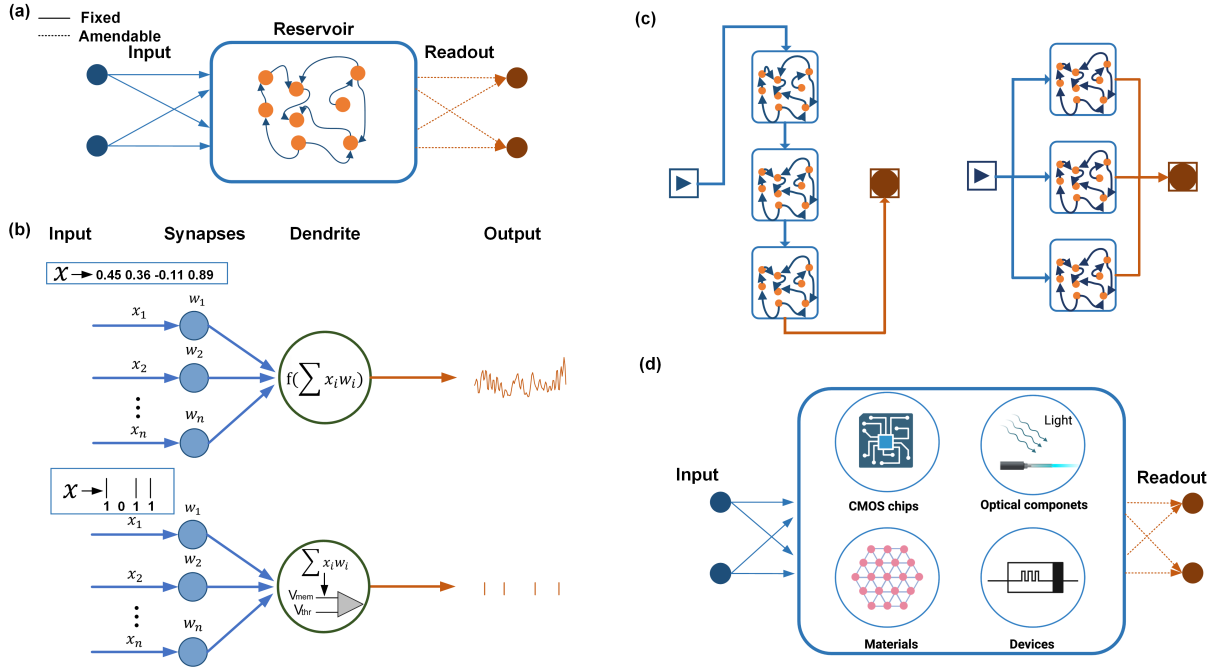 (a)
Fixed
Amendable
Input
Reservoir
Readout
(b)
Input Synapses Dendrite Output
x → 0.45 0.36 -0.11 0.89
x₁
w₁
x₂
w₂
xₙ
wₙ
f(∑ xᵢwᵢ)
x →
1 0 1 1
x₁
w₁
x₂
w₂
xₙ
wₙ
∑ xᵢwᵢ
Vmem
Vthr
(c)
(d)
Input
Light
CMOS chips
Optical componets
Materials
Devices
Readout